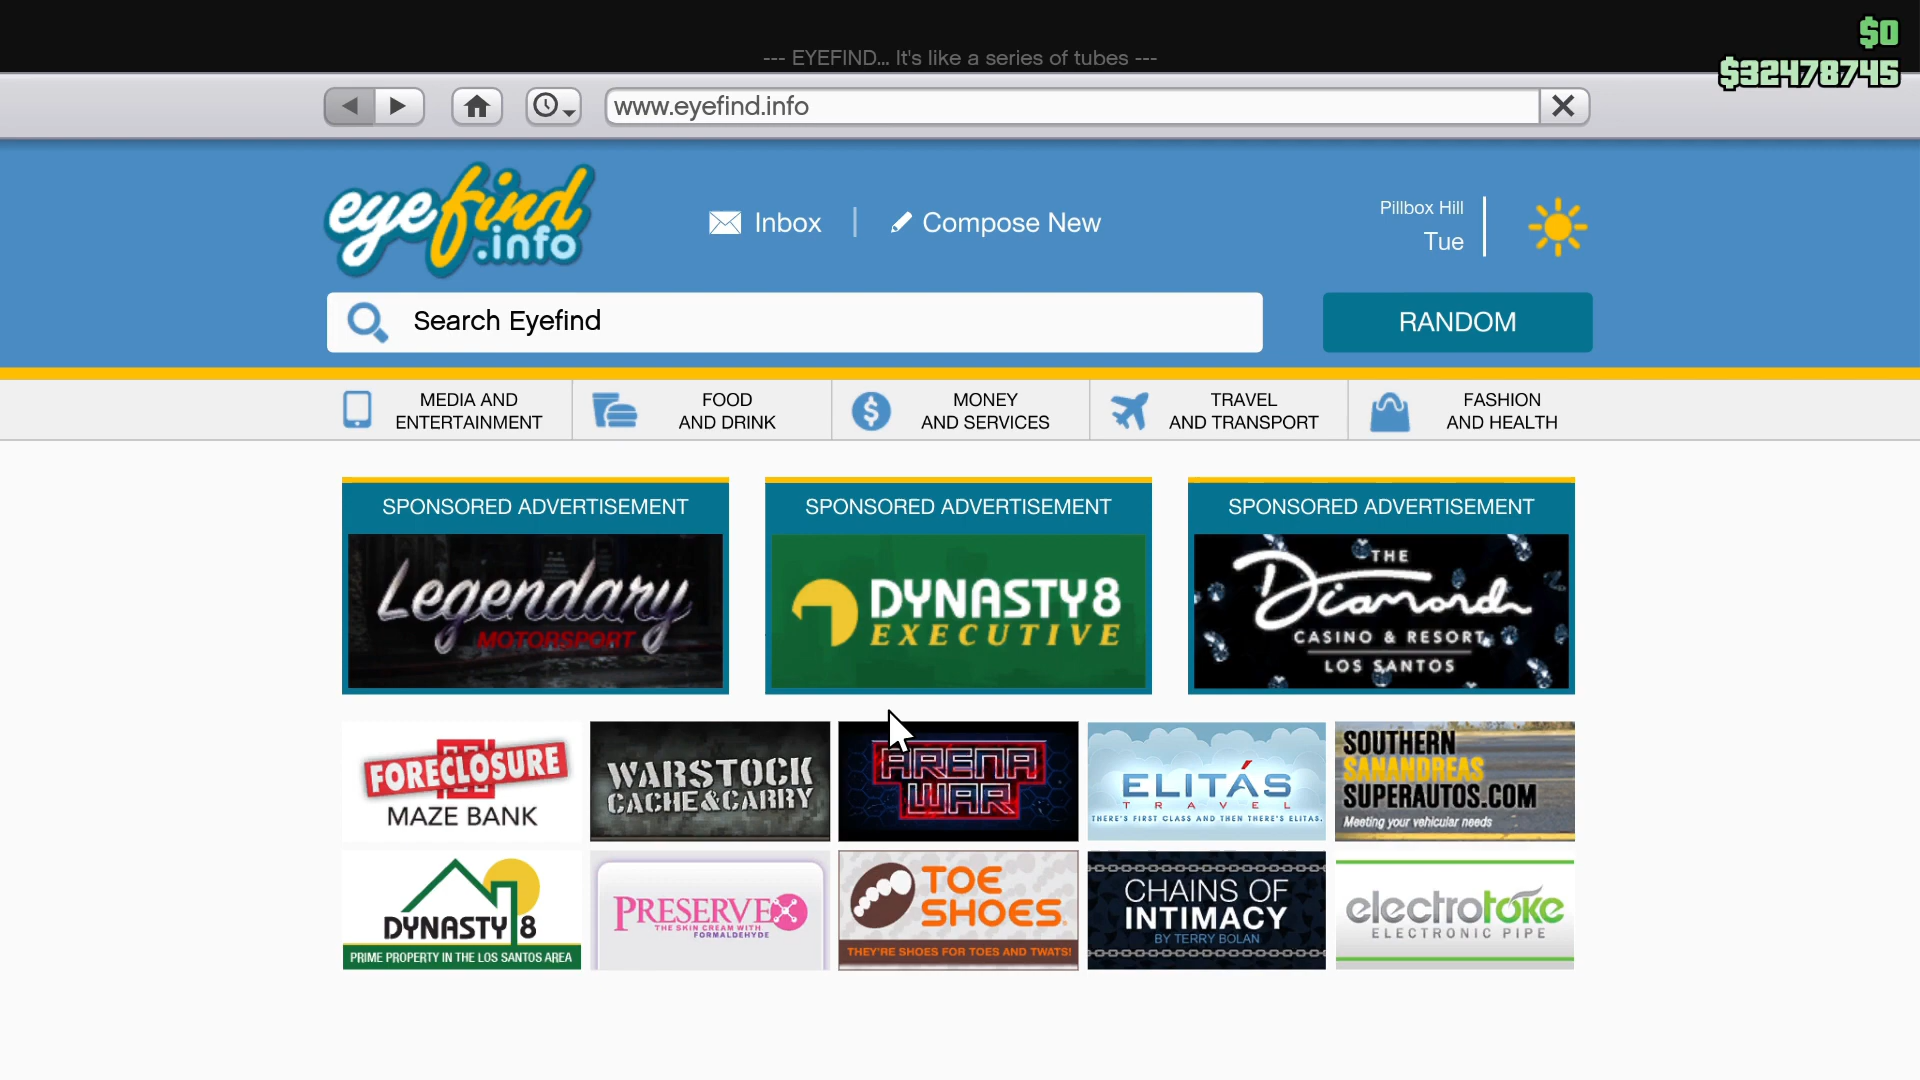 $0
--- EYEFIND... It's like a series of tubes ---
$32478745
www.eyefind.info
eyefind
.info
Inbox
Compose New
Pillbox Hill
Tue
Search Eyefind
RANDOM
MEDIA AND
ENTERTAINMENT
FOOD
AND DRINK
MONEY
AND SERVICES
TRAVEL
AND TRANSPORT
FASHION
AND HEALTH
SPONSORED ADVERTISEMENT
Legendary
MOTORSPORT
SPONSORED ADVERTISEMENT
DYNASTY8
EXECUTIVE
SPONSORED ADVERTISEMENT
THE
Diamond
CASINO & RESORT
LOS SANTOS
FORECLOSURE
MAZE BANK
WARSTOCK
CACHE&CARRY
ARENA
WAR
ELITÁS
TRAVEL
THERE'S FIRST CLASS AND THEN THERE'S ELITAS.
SOUTHERN
SANANDREAS
SUPERAUTOS.COM
Meeting your vehicular needs
DYNASTY 8
PRIME PROPERTY IN THE LOS SANTOS AREA
PRESERVEX
THE SKIN CREAM WITH
FORMALDEHYDE
TOE
SHOES
THEY'RE SHOES FOR TOES AND TWATS!
CHAINS OF
INTIMACY
BY TERRY BOLAN
electrotoke
ELECTRONIC PIPE